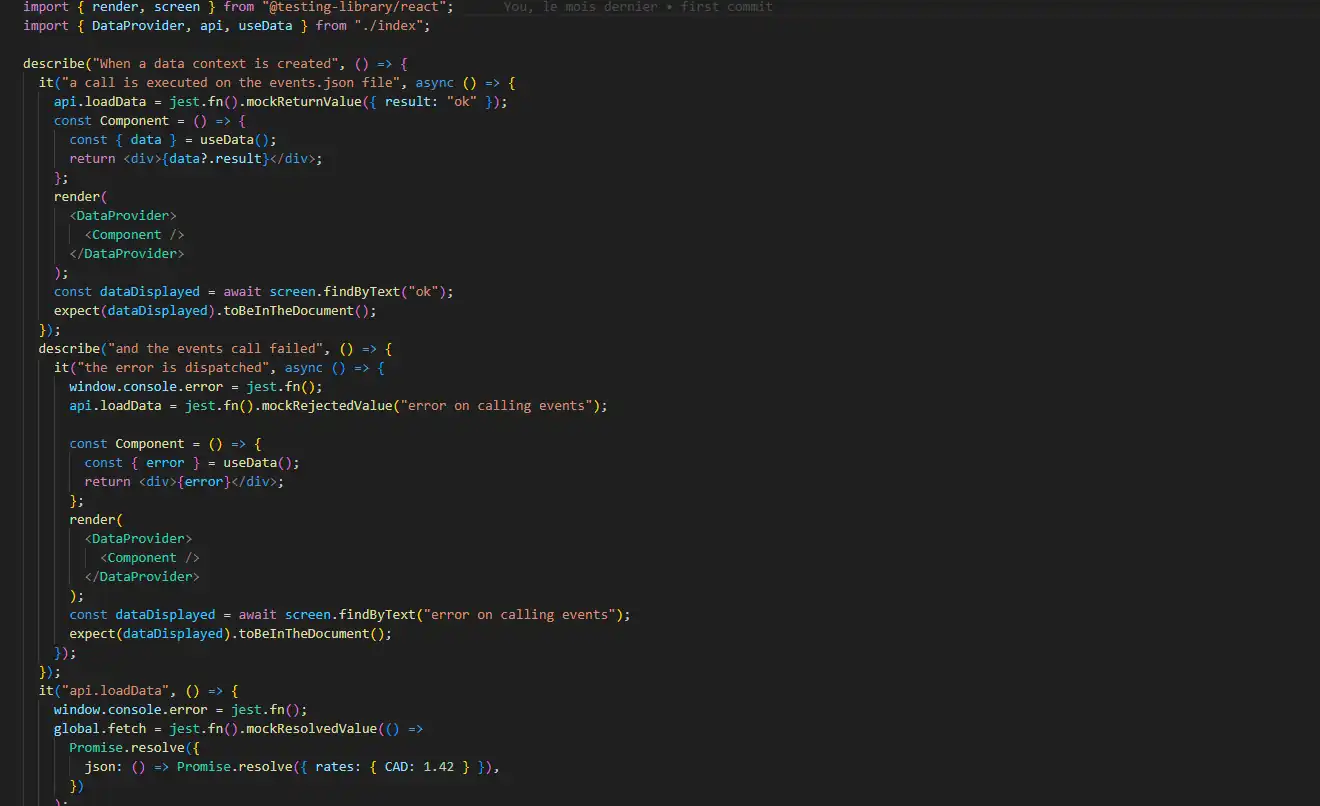 import { render, screen } from "@testing-library/react"; You, le mois dernier • first commit
import { DataProvider, api, useData } from "./index";

describe("When a data context is created", () => {
  it("a call is executed on the events.json file", async () => {
    api.loadData = jest.fn().mockReturnValue({ result: "ok" });
    const Component = () => {
      const { data } = useData();
      return <div>{data?.result}</div>;
    };
    render(
      <DataProvider>
        <Component />
      </DataProvider>
    );
    const dataDisplayed = await screen.findByText("ok");
    expect(dataDisplayed).toBeInTheDocument();
  });
  describe("and the events call failed", () => {
    it("the error is dispatched", async () => {
      window.console.error = jest.fn();
      api.loadData = jest.fn().mockRejectedValue("error on calling events");

      const Component = () => {
        const { error } = useData();
        return <div>{error}</div>;
      };
      render(
        <DataProvider>
          <Component />
        </DataProvider>
      );
      const dataDisplayed = await screen.findByText("error on calling events");
      expect(dataDisplayed).toBeInTheDocument();
    });
  });
  it("api.loadData", () => {
    window.console.error = jest.fn();
    global.fetch = jest.fn().mockResolvedValue(() =>
      Promise.resolve({
        json: () => Promise.resolve({ rates: { CAD: 1.42 } }),
      })
    );